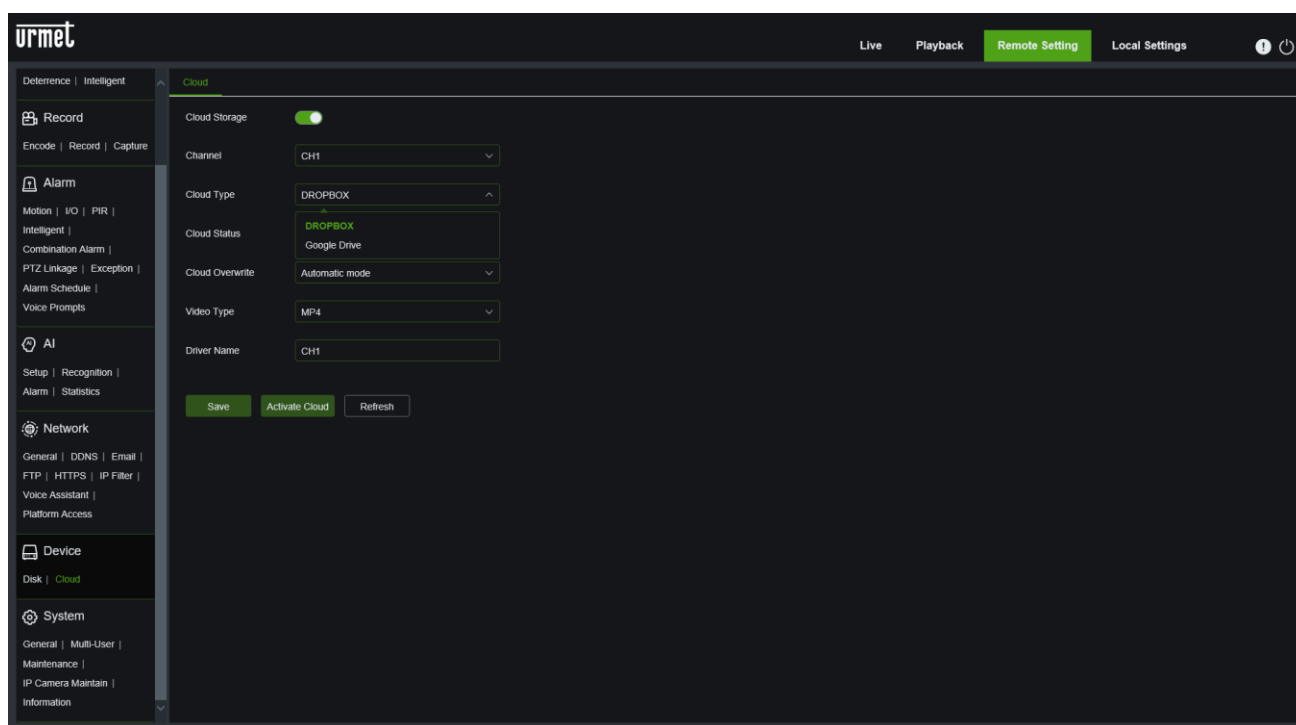 urmet
Live Playback Remote Setting Local Settings
Deterrence | Intelligent
Record
Encode | Record | Capture
Alarm
Motion | I/O | PIR |
Intelligent |
Combination Alarm |
PTZ Linkage | Exception |
Alarm Schedule |
Voice Prompts
AI
Setup | Recognition |
Alarm | Statistics
Network
General | DDNS | Email |
FTP | HTTPS | IP Filter |
Voice Assistant |
Platform Access
Device
Disk | Cloud
System
General | Multi-User |
Maintenance |
IP Camera Maintain |
Information
Cloud
Cloud Storage
Channel CH1
Cloud Type DROPBOX
DROPBOX
Cloud Status
Google Drive
Cloud Overwrite Automatic mode
Video Type MP4
Driver Name CH1
Save Activate Cloud Refresh